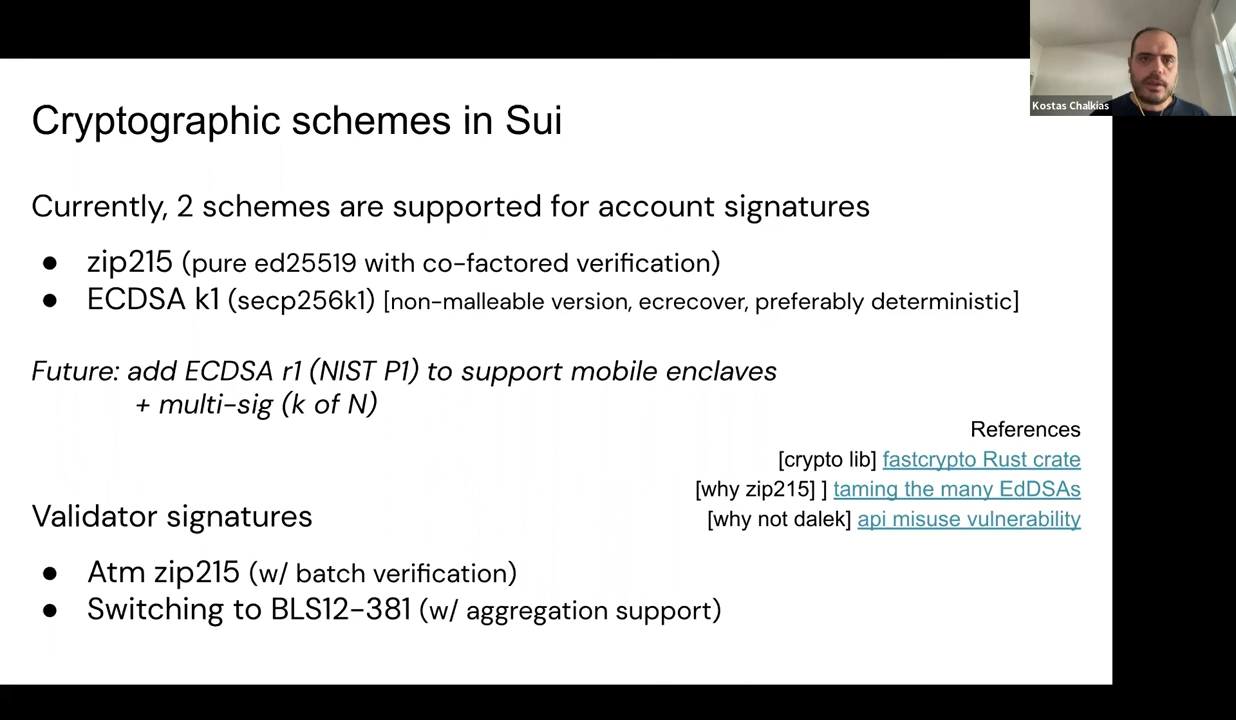 Kostas Chalkias
Cryptographic schemes in Sui
Currently, 2 schemes are supported for account signatures
● zip215 (pure ed25519 with co-factored verification)
● ECDSA k1 (secp256k1) [non-malleable version, ecrecover, preferably deterministic]
Future: add ECDSA r1 (NIST P1) to support mobile enclaves
+ multi-sig (k of N)
References
[crypto lib] fastcrypto Rust crate
[why zip215] ] taming the many EdDSAs
[why not dalek] api misuse vulnerability
Validator signatures
● Atm zip215 (w/ batch verification)
● Switching to BLS12-381 (w/ aggregation support)